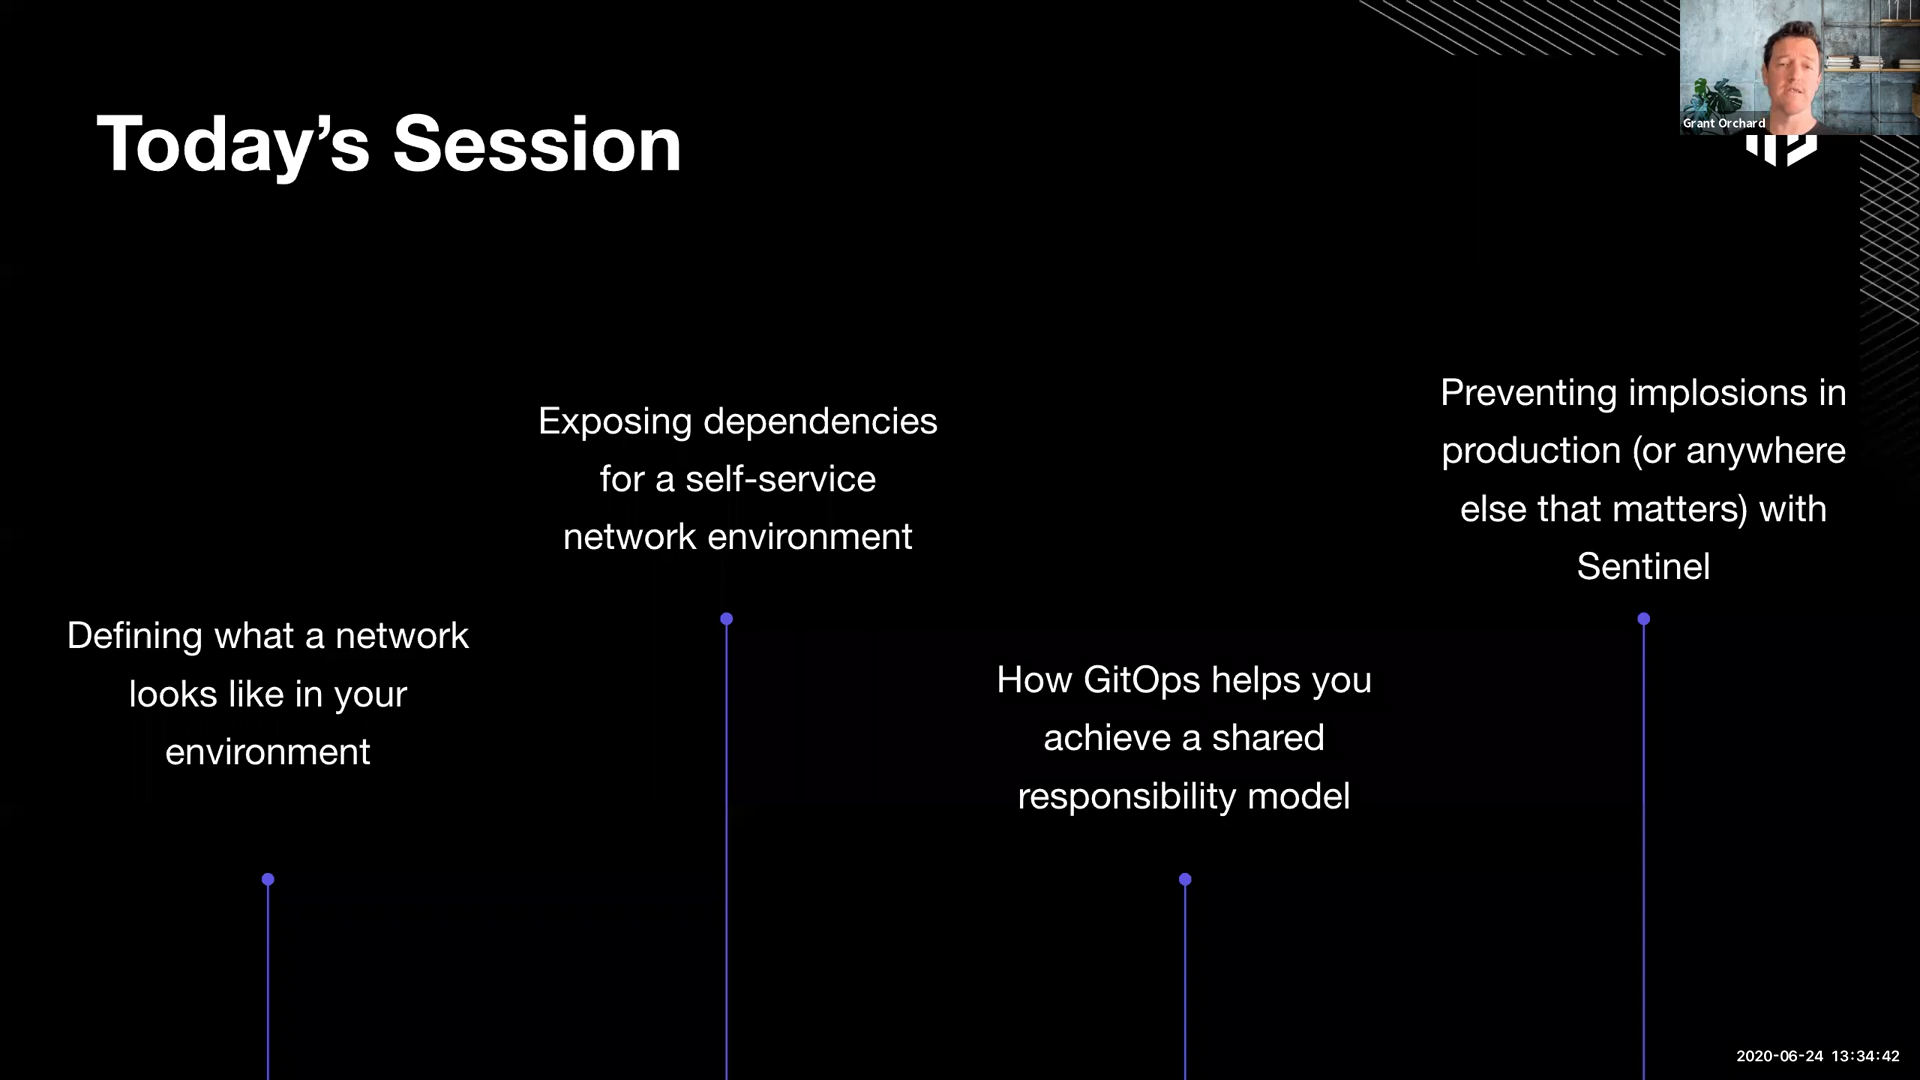 Grant Orchard
Today’s Session
Defining what a network
looks like in your
environment
Exposing dependencies
for a self-service
network environment
How GitOps helps you
achieve a shared
responsibility model
Preventing implosions in
production (or anywhere
else that matters) with
Sentinel
2020-06-24 13:34:42